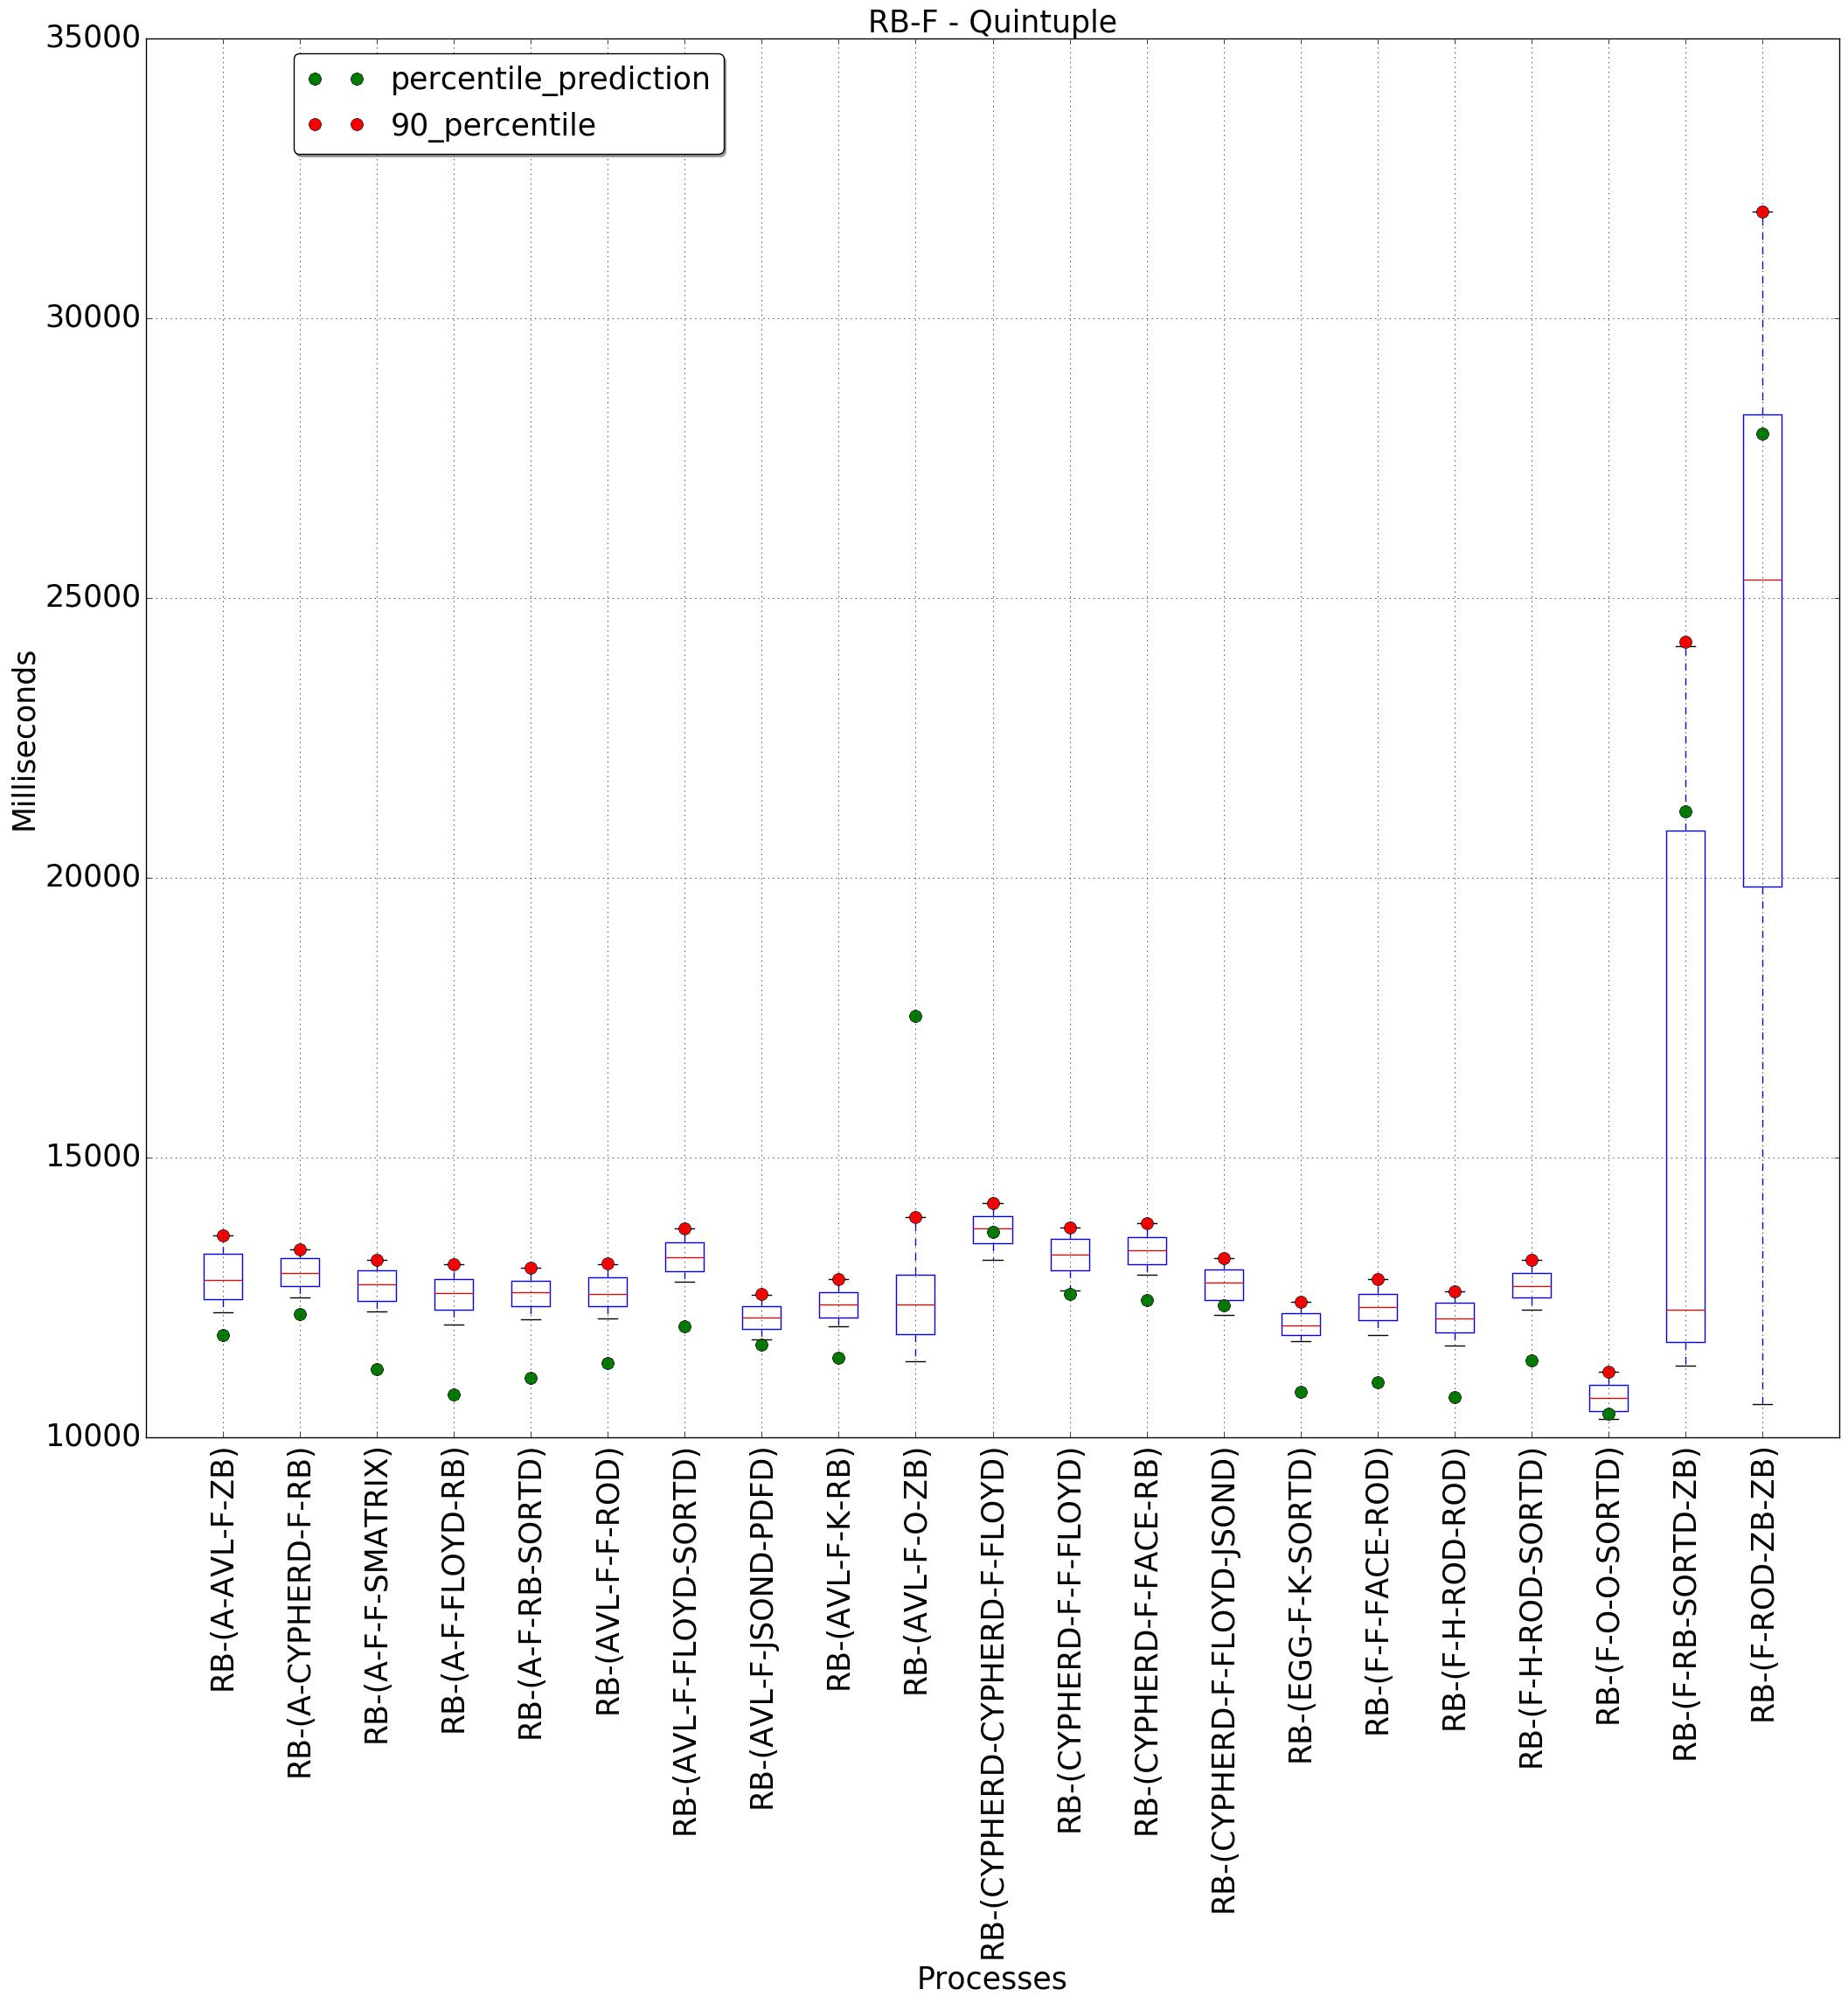 RB-F - Quintuple
percentile_prediction
90_percentile
35000
30000
25000
20000
15000
10000
Milliseconds
RB-(A-AVL-F-ZB)
RB-(A-CYPHERD-F-RB)
RB-(A-F-F-SMATRIX)
RB-(A-F-FLOYD-RB)
RB-(A-F-RB-SORTD)
RB-(AVL-F-F-ROD)
RB-(AVL-F-FLOYD-SORTD)
RB-(AVL-F-JSOND-PDFD)
RB-(AVL-F-K-RB)
RB-(AVL-F-O-ZB)
RB-(CYPHERD-CYPHERD-F-FLOYD)
RB-(CYPHERD-F-F-FLOYD)
RB-(CYPHERD-F-FACE-RB)
RB-(CYPHERD-F-FLOYD-JSOND)
RB-(EGG-F-K-SORTD)
RB-(F-F-FACE-ROD)
RB-(F-H-ROD-ROD)
RB-(F-H-ROD-SORTD)
RB-(F-O-O-SORTD)
RB-(F-RB-SORTD-ZB)
RB-(F-ROD-ZB-ZB)
Processes